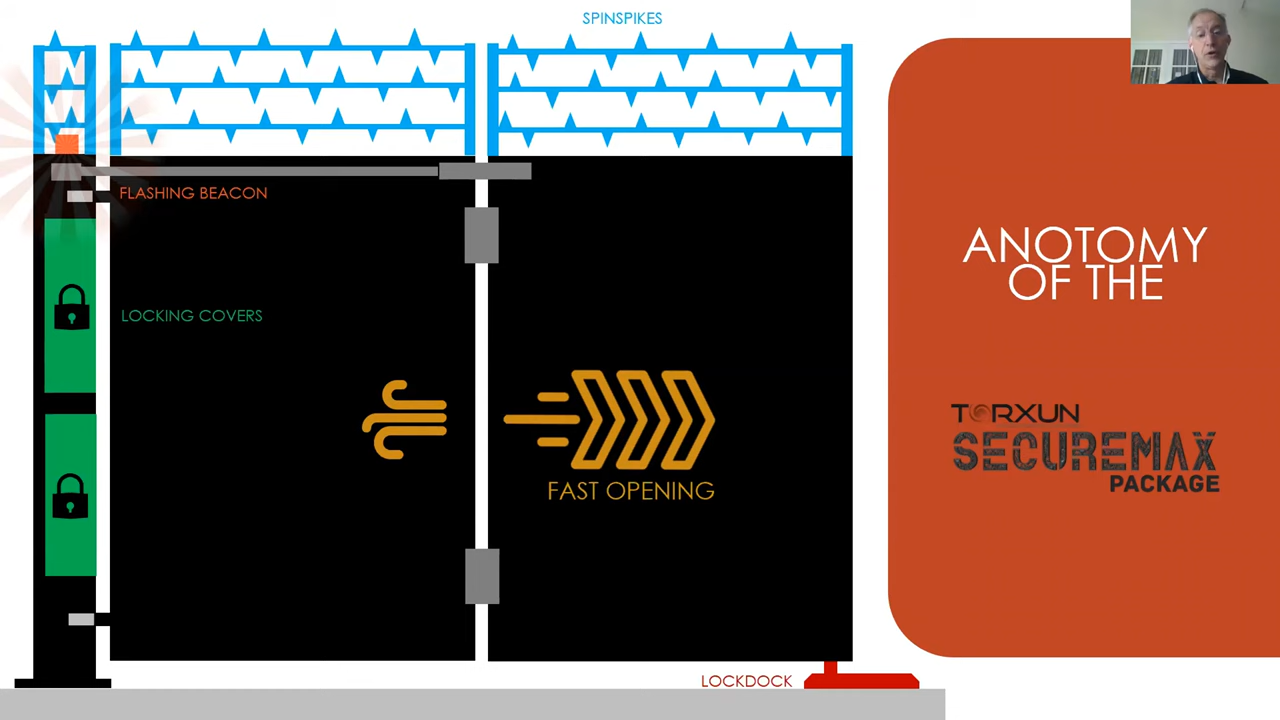 SPINSPIKES
FLASHING BEACON
LOCKING COVERS
FAST OPENING
LOCKDOCK
ANOTOMY
OF THE
TORXUN
SECUREMAX
PACKAGE